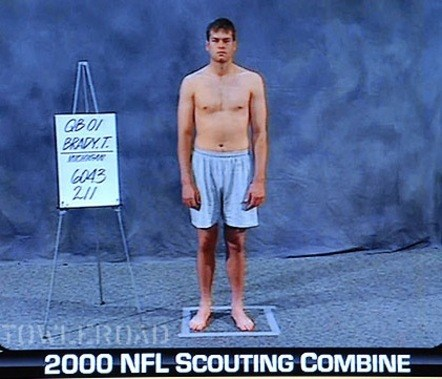 QB 01
BRADY, T.
MICHIGAN
6043
211
TOWLEROAD
2000 NFL SCOUTING COMBINE